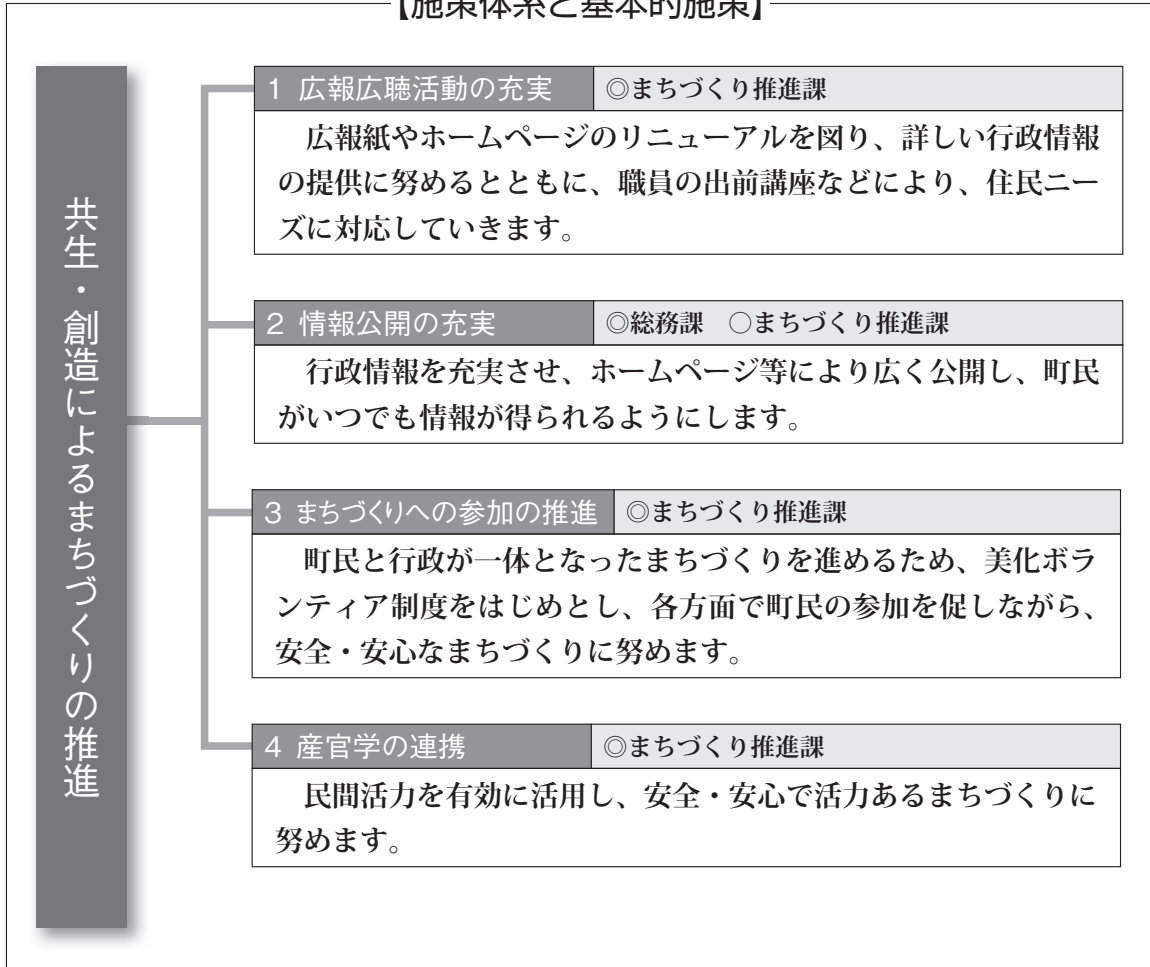 【施策体系と基本的施策】
共生・創造によるまちづくりの推進
1 広報広聴活動の充実 ◎まちづくり推進課
広報紙やホームページのリニューアルを図り、詳しい行政情報
の提供に努めるとともに、職員の出前講座などにより、住民ニー
ズに対応していきます。
2 情報公開の充実 ◎総務課 ○まちづくり推進課
行政情報を充実させ、ホームページ等により広く公開し、町民
がいつでも情報が得られるようにします。
3 まちづくりへの参加の推進 ◎まちづくり推進課
町民と行政が一体となったまちづくりを進めるため、美化ボラ
ンティア制度をはじめとし、各方面で町民の参加を促しながら、
安全・安心なまちづくりに努めます。
4 産官学の連携 ◎まちづくり推進課
民間活力を有効に活用し、安全・安心で活力あるまちづくりに
努めます。